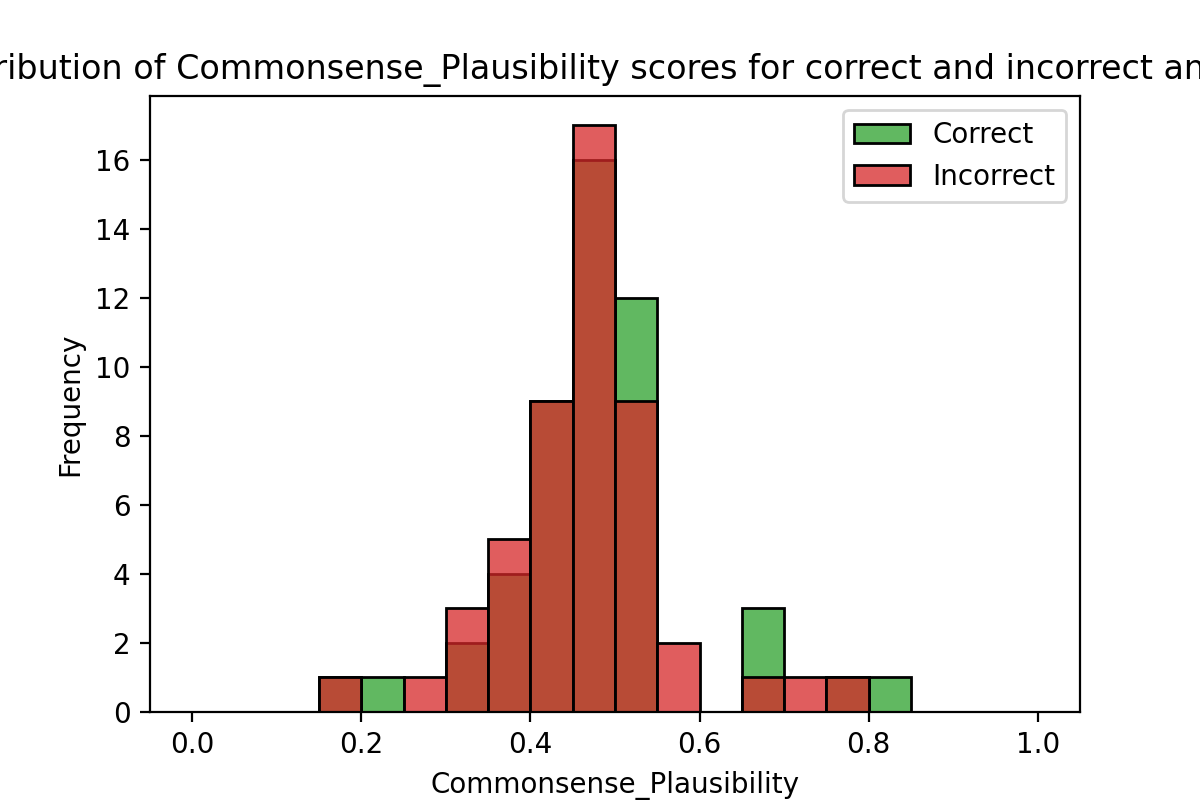 ribution of Commonsense_Plausibility scores for correct and incorrect an
Correct
Incorrect
Frequency
16
14
12
10
8
6
4
2
0
0.0 0.2 0.4 0.6 0.8 1.0
Commonsense_Plausibility